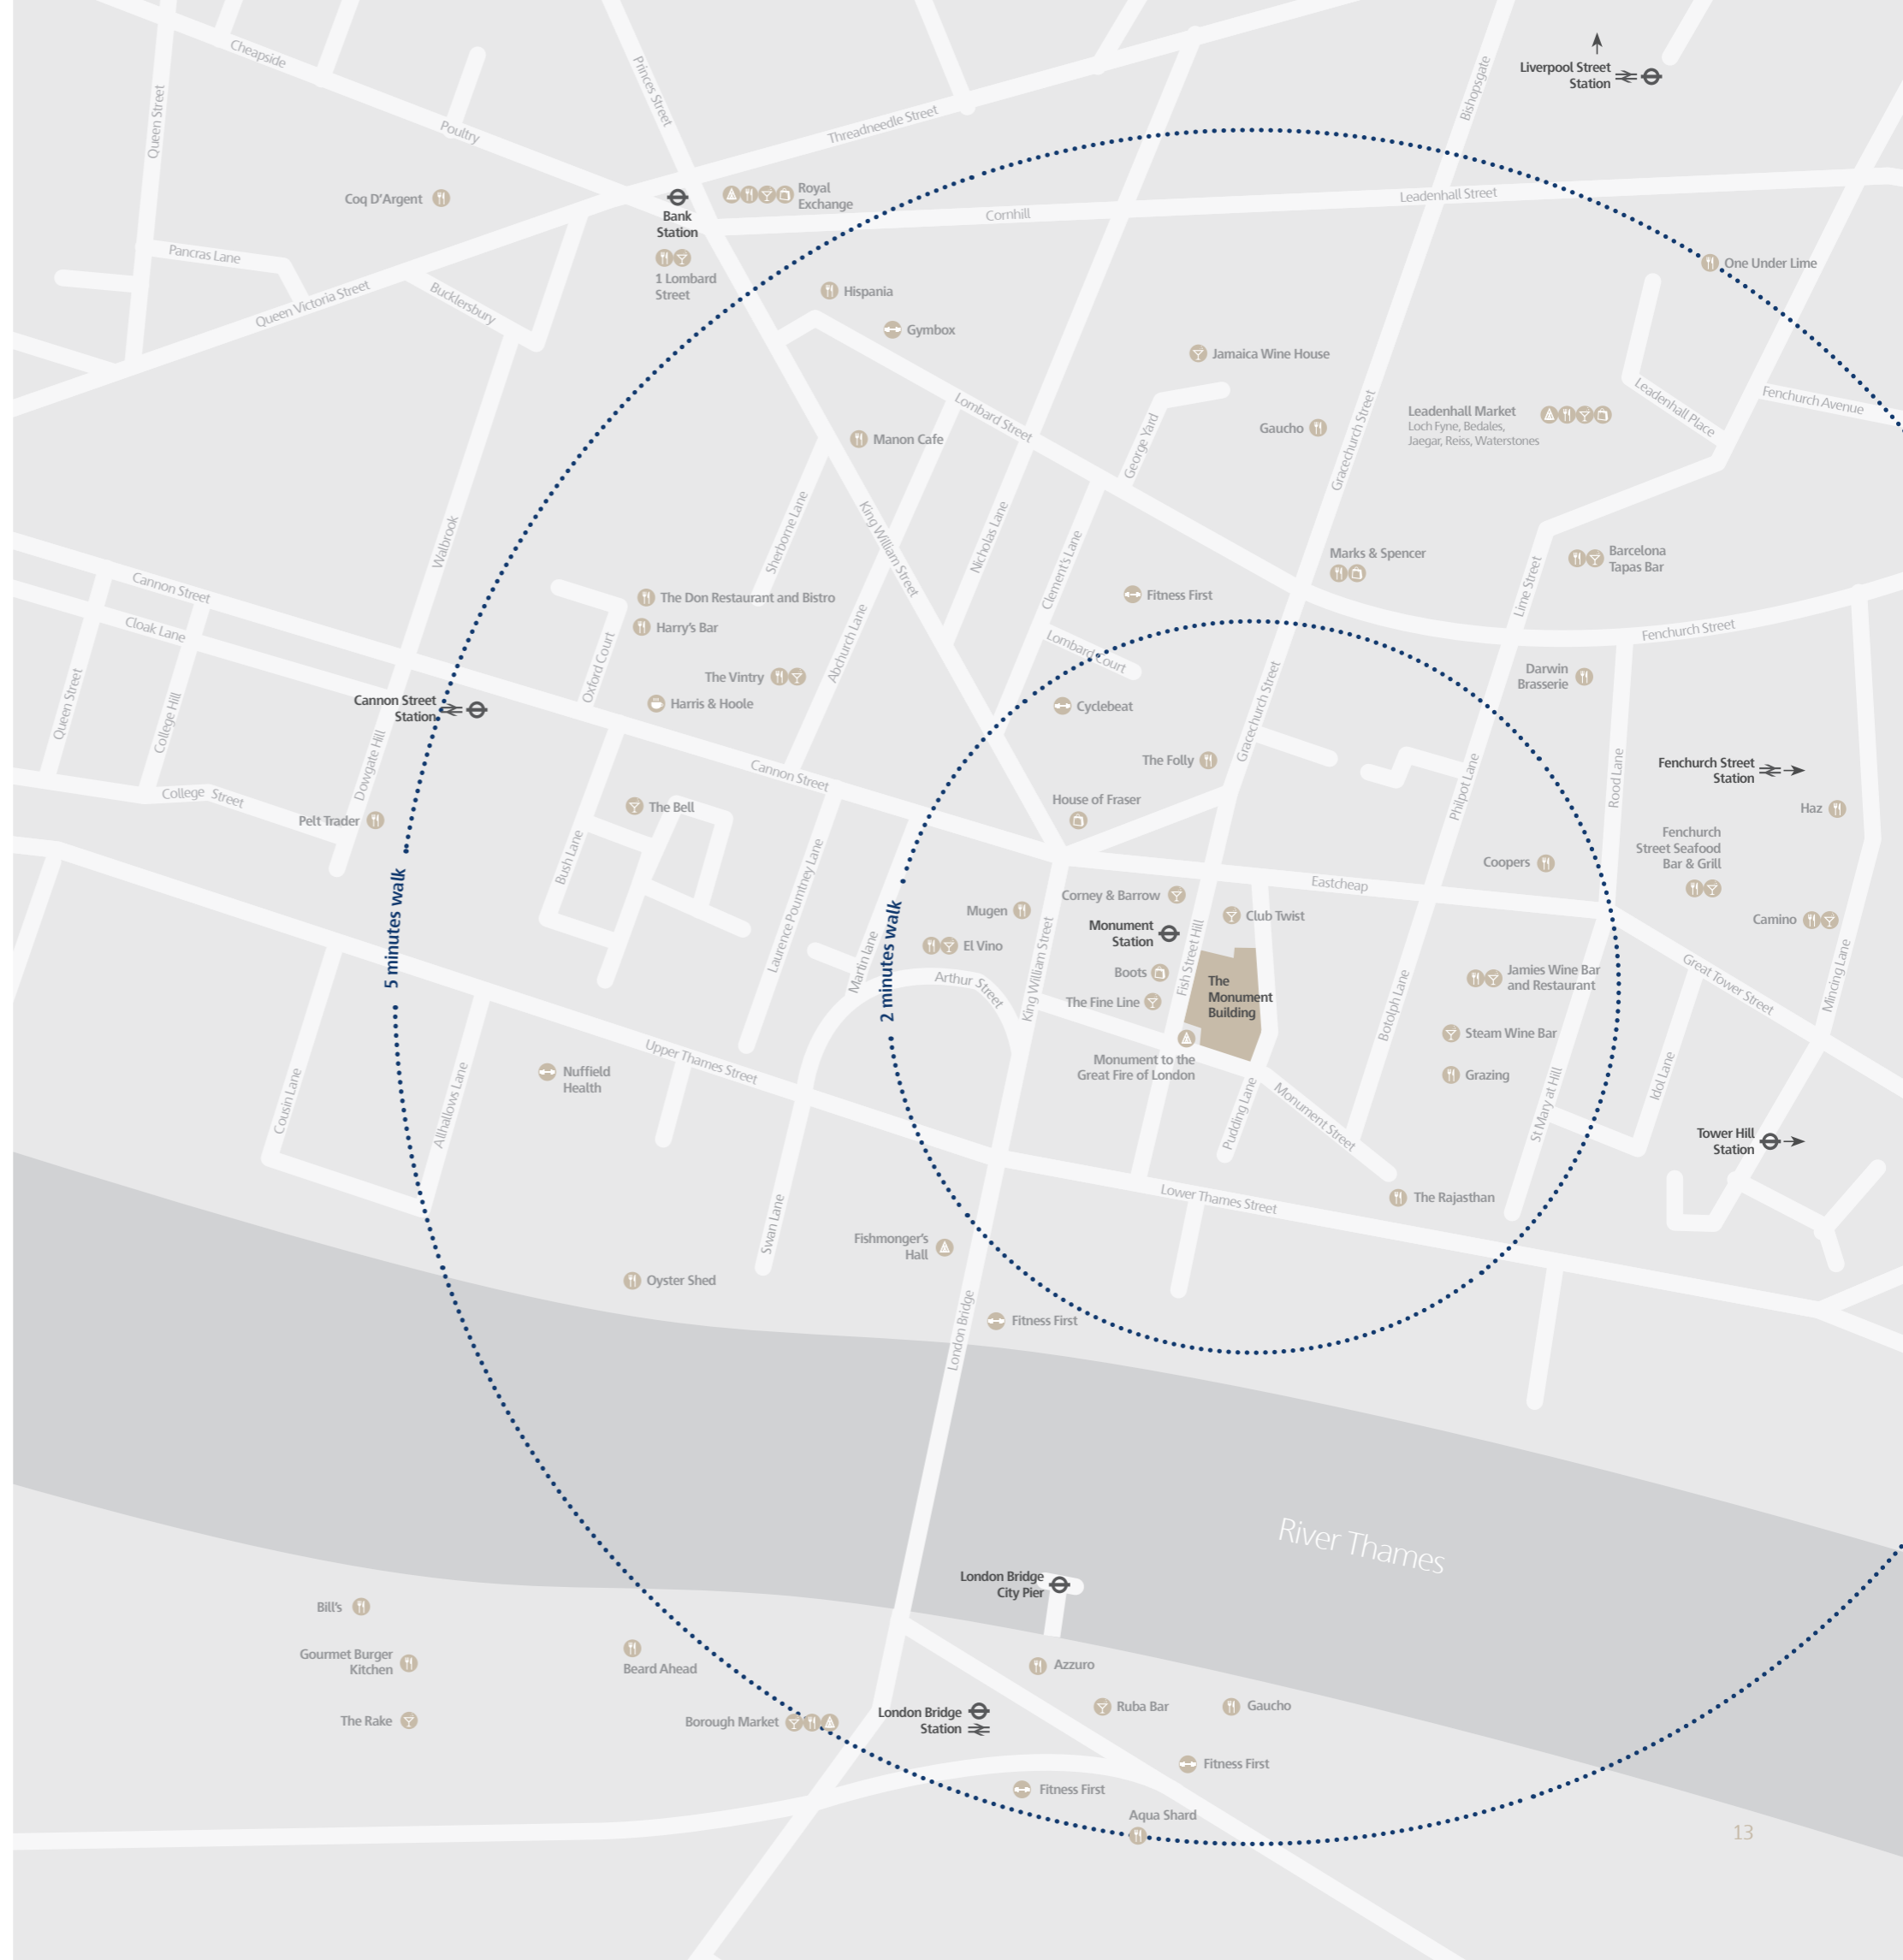 Liverpool Street
Station
Cheapside
Queen Street
Princes Street
Bishopsgate
Poultry
Threadneedle Street
Coq D'Argent
Royal
Exchange
Bank
Station
Cornhill
Leadenhall Street
Pancras Lane
1 Lombard
Street
One Under Lime
Queen Victoria Street
Bucklersbury
Hispania
Gymbox
Jamaica Wine House
Lombard Street
George Yard
Gaucho
Gracechurch Street
Leadenhall Market
Loch Fyne, Bedales,
Jaegar, Reiss, Waterstones
Leadenhall Place
Fenchurch Avenue
Manon Cafe
Walbrook
Sherborne Lane
King William Street
Nicholas Lane
Clement's Lane
Marks & Spencer
Lime Street
Barcelona
Tapas Bar
Cannon Street
Cloak Lane
The Don Restaurant and Bistro
Harry's Bar
Fitness First
Lombard Court
Fenchurch Street
Queen Street
College Hill
Oxford Court
Abchurch Lane
The Vintry
Harris & Hoole
Cannon Street
Station
Cyclebeat
Gracechurch Street
Darwin
Brasserie
Dowgate Hill
Cannon Street
The Folly
Philpot Lane
Rood Lane
Fenchurch Street
Station
College Street
Pelt Trader
The Bell
House of Fraser
Haz
Fenchurch
Street Seafood
Bar & Grill
Bush Lane
Laurence Pountney Lane
Coopers
5 minutes walk
2 minutes walk
Eastcheap
Corney & Barrow
Mugen
Club Twist
Camino
Monument
Station
El Vino
Martin lane
Arthur Street
King William Street
Boots
Fish Street Hill
The
Monument
Building
The Fine Line
Botolph Lane
Jamies Wine Bar
and Restaurant
Great Tower Street
Mincing Lane
Steam Wine Bar
Upper Thames Street
Nuffield
Health
Monument to the
Great Fire of London
Grazing
Cousin Lane
Allhallows Lane
Pudding Lane
Monument Street
St Mary at Hill
Idol Lane
Tower Hill
Station
Lower Thames Street
The Rajasthan
Swan Lane
Fishmonger's
Hall
Oyster Shed
London Bridge
Fitness First
River Thames
London Bridge
City Pier
Bill's
Gourmet Burger
Kitchen
Beard Ahead
Azzuro
The Rake
Borough Market
London Bridge
Station
Ruba Bar
Gaucho
Fitness First
Fitness First
Aqua Shard
13